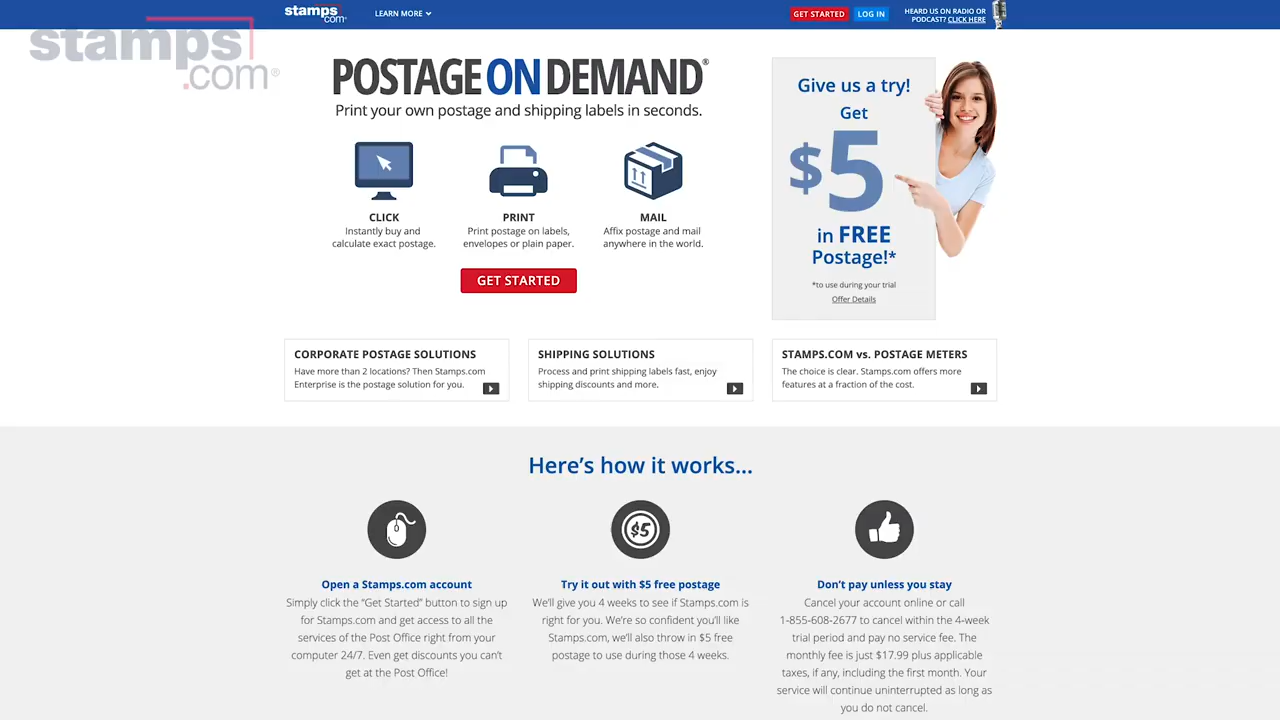 stamps
.com®
LEARN MORE
GET STARTED
LOG IN
HEARD US ON RADIO OR
PODCAST? CLICK HERE
stamps
.com®
POSTAGE ON DEMAND®
Print your own postage and shipping labels in seconds.
CLICK
Instantly buy and
calculate exact postage.
PRINT
Print postage on labels,
envelopes or plain paper.
MAIL
Affix postage and mail
anywhere in the world.
GET STARTED
Give us a try!
Get
$5
in FREE
Postage!*
*to use during your trial
Offer Details
CORPORATE POSTAGE SOLUTIONS
Have more than 2 locations? Then Stamps.com
Enterprise is the postage solution for you.
SHIPPING SOLUTIONS
Process and print shipping labels fast, enjoy
shipping discounts and more.
STAMPS.COM vs. POSTAGE METERS
The choice is clear. Stamps.com offers more
features at a fraction of the cost.
Here's how it works...
Open a Stamps.com account
Simply click the “Get Started” button to sign up
for Stamps.com and get access to all the
services of the Post Office right from your
computer 24/7. Even get discounts you can't
get at the Post Office!
$5
Try it out with $5 free postage
We'll give you 4 weeks to see if Stamps.com is
right for you. We're so confident you'll like
Stamps.com, we'll also throw in $5 free
postage to use during those 4 weeks.
Don't pay unless you stay
Cancel your account online or call
1-855-608-2677 to cancel within the 4-week
trial period and pay no service fee. The
monthly fee is just $17.99 plus applicable
taxes, if any, including the first month. Your
service will continue uninterrupted as long as
you do not cancel.